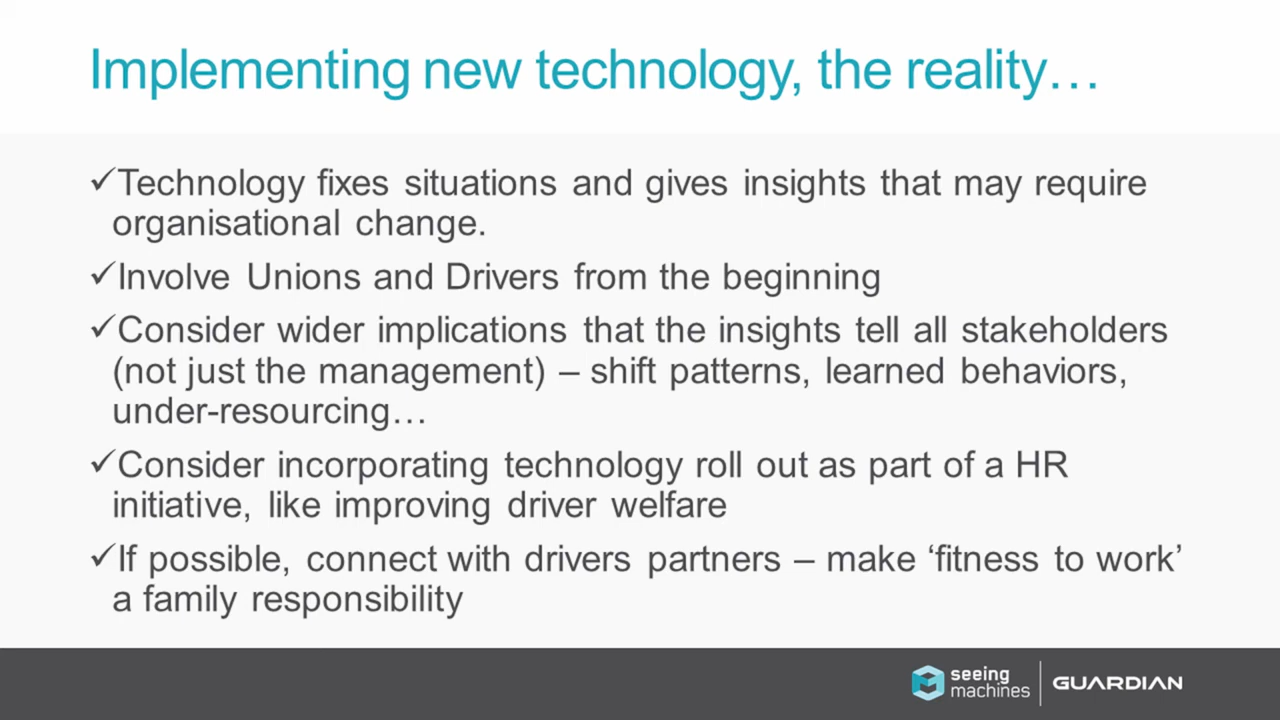 Implementing new technology, the reality…
✓Technology fixes situations and gives insights that may require
organisational change.
✓Involve Unions and Drivers from the beginning
✓Consider wider implications that the insights tell all stakeholders
(not just the management) – shift patterns, learned behaviors,
under-resourcing…
✓Consider incorporating technology roll out as part of a HR
initiative, like improving driver welfare
✓If possible, connect with drivers partners – make ‘fitness to work’
a family responsibility
seeing
machines
GUARDIAN